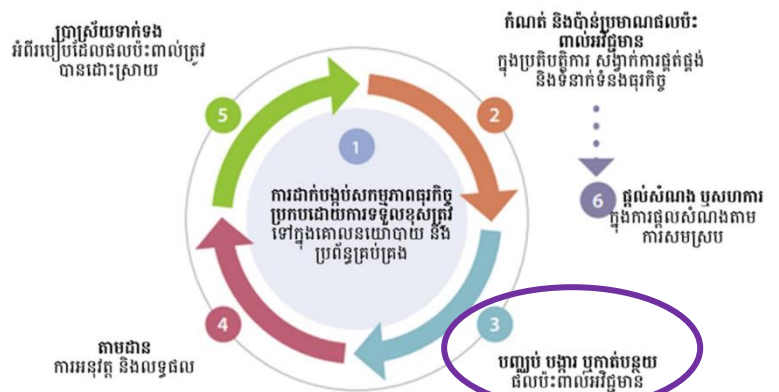 1
ការដាក់បង្កប់សកម្មភាពធុរកិច្ច
ប្រកបដោយការទទួលខុសត្រូវ
ទៅក្នុងគោលនយោបាយ និង
ប្រព័ន្ធគ្រប់គ្រង
2
កំណត់ និងប៉ាន់ប្រមាណផលប៉ះ
ពាល់អវិជ្ជមាន
ក្នុងប្រតិបត្តិការ សង្វាក់ការផ្គត់ផ្គង់
និងទំនាក់ទំនងធុរកិច្ច
3
បញ្ឈប់ បង្ការ ឬកាត់បន្ថយ
ផលប៉ះពាល់អវិជ្ជមាន
4
តាមដាន
ការអនុវត្ត និងលទ្ធផល
5
ប្រាស្រ័យទាក់ទង
អំពីរបៀបដែលផលប៉ះពាល់ត្រូវ
បានដោះស្រាយ
6
ផ្តល់សំណង ឬសហការ
ក្នុងការផ្តល់សំណងតាម
ការសមស្រប